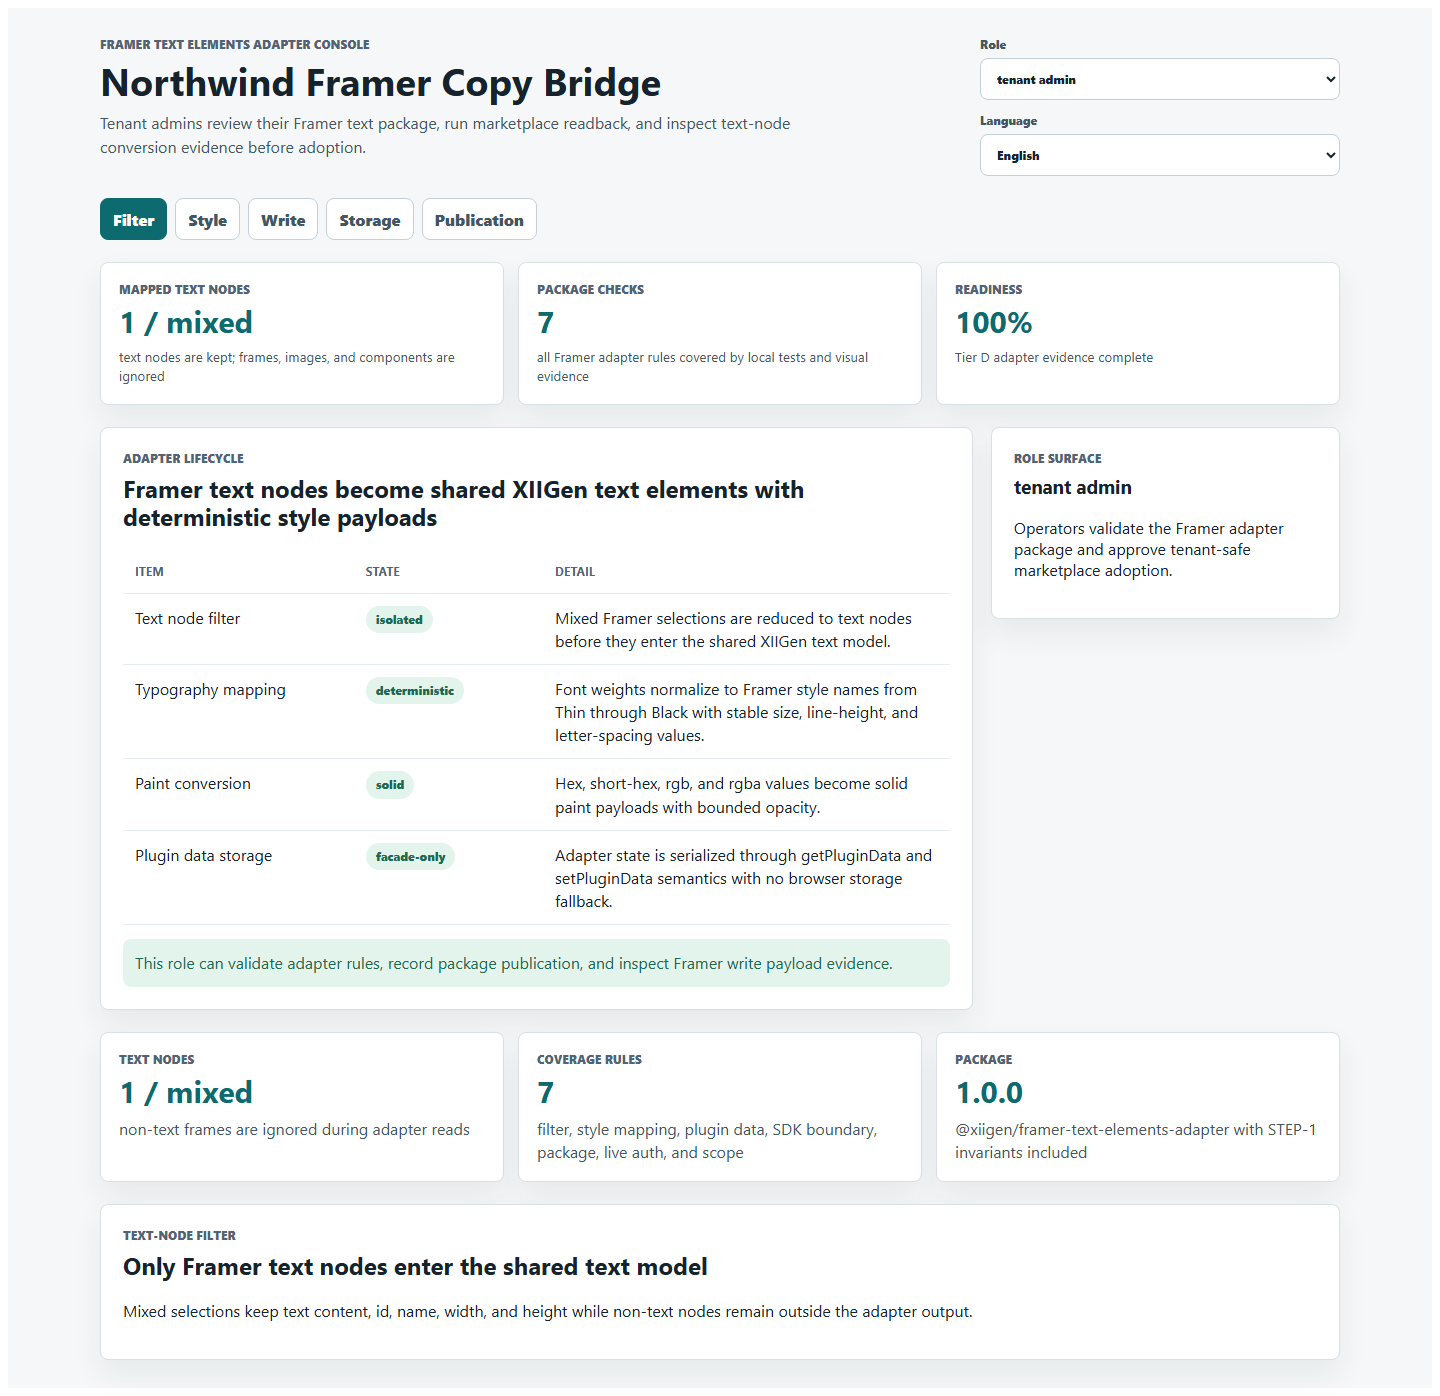 FRAMER TEXT ELEMENTS ADAPTER CONSOLE
Northwind Framer Copy Bridge
Tenant admins review their Framer text package, run marketplace readback, and inspect text-node
conversion evidence before adoption.
Role
tenant admin
Language
English
Filter
Style
Write
Storage
Publication
MAPPED TEXT NODES
1 / mixed
text nodes are kept; frames, images, and components are
ignored
PACKAGE CHECKS
7
all Framer adapter rules covered by local tests and visual
evidence
READINESS
100%
Tier D adapter evidence complete
ADAPTER LIFECYCLE
Framer text nodes become shared XIIGen text elements with
deterministic style payloads
ITEM STATE DETAIL
Text node filter
isolated
Mixed Framer selections are reduced to text nodes
before they enter the shared XIIGen text model.
Typography mapping
deterministic
Font weights normalize to Framer style names from
Thin through Black with stable size, line-height, and
letter-spacing values.
Paint conversion
solid
Hex, short-hex, rgb, and rgba values become solid
paint payloads with bounded opacity.
Plugin data storage
facade-only
Adapter state is serialized through getPluginData and
setPluginData semantics with no browser storage
fallback.
This role can validate adapter rules, record package publication, and inspect Framer write payload evidence.
ROLE SURFACE
tenant admin
Operators validate the Framer adapter
package and approve tenant-safe
marketplace adoption.
TEXT NODES
1 / mixed
non-text frames are ignored during adapter reads
COVERAGE RULES
7
filter, style mapping, plugin data, SDK boundary,
package, live auth, and scope
PACKAGE
1.0.0
@xiigen/framer-text-elements-adapter with STEP-1
invariants included
TEXT-NODE FILTER
Only Framer text nodes enter the shared text model
Mixed selections keep text content, id, name, width, and height while non-text nodes remain outside the adapter output.